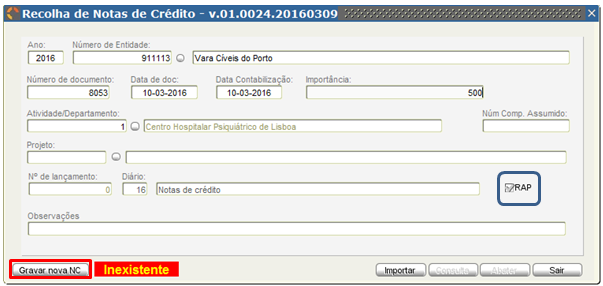 Recolha de Notas de Crédito - v.01.0024.20160309
Ano: Número de Entidade:
2016 911113 Vara Cíveis do Porto
Número de documento: Data de doc: Data Contabilização: Importância:
8053 10-03-2016 10-03-2016 500
Atividade/Departamento: Núm Comp. Assumido:
1 Centro Hospitalar Psiquiátrico de Lisboa
Projeto:
Nº de lançamento: Diário:
0 16 Notas de crédito RAP
Observações
Gravar nova NC Inexistente Importar Consulta Abates Sair